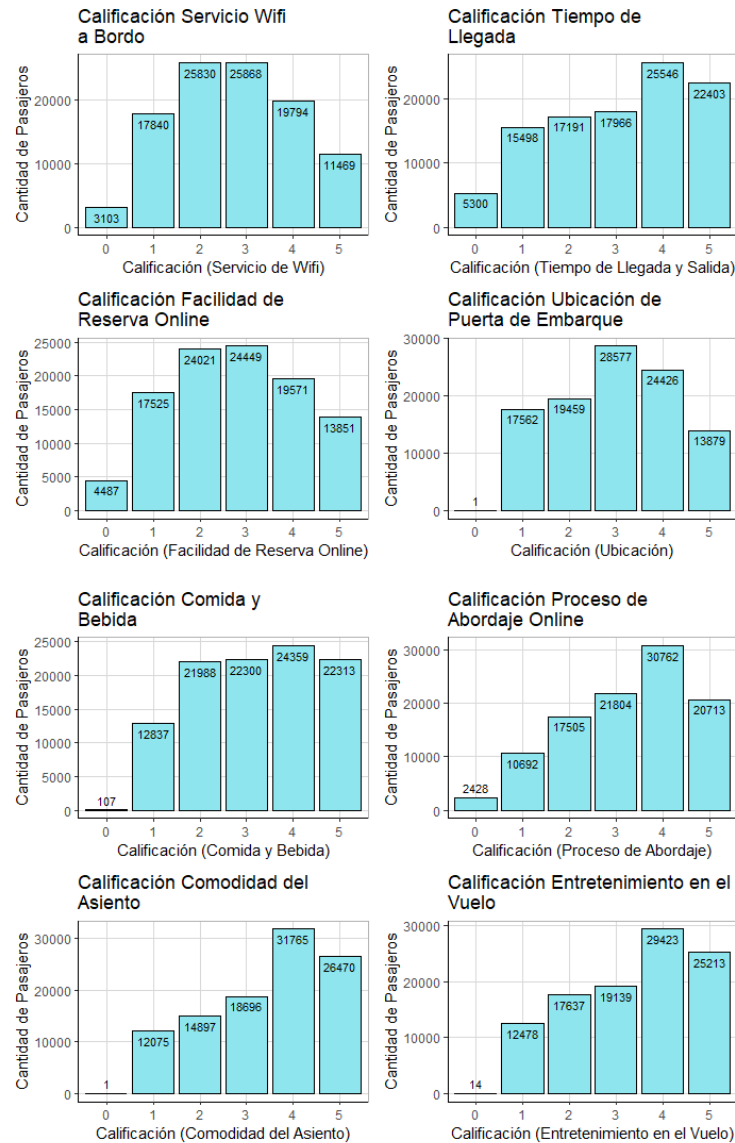 Calificación Servicio Wifi
a Bordo
Cantidad de Pasajeros
20000
10000
0
3103
17840
25830
25868
19794
11469
0 1 2 3 4 5
Calificación (Servicio de Wifi)
Calificación Tiempo de
Llegada
Cantidad de Pasajeros
20000
10000
0
5300
15498
17191
17966
25546
22403
0 1 2 3 4 5
Calificación (Tiempo de Llegada y Salida)
Calificación Facilidad de
Reserva Online
Cantidad de Pasajeros
25000
20000
15000
10000
5000
0
4487
17525
24021
24449
19571
13851
0 1 2 3 4 5
Calificación (Facilidad de Reserva Online)
Calificación Ubicación de
Puerta de Embarque
Cantidad de Pasajeros
30000
20000
10000
0
1
17562
19459
28577
24426
13879
0 1 2 3 4 5
Calificación (Ubicación)
Calificación Comida y
Bebida
Cantidad de Pasajeros
25000
20000
15000
10000
5000
0
107
12837
21988
22300
24359
22313
0 1 2 3 4 5
Calificación (Comida y Bebida)
Calificación Proceso de
Abordaje Online
Cantidad de Pasajeros
30000
20000
10000
0
2428
10692
17505
21804
30762
20713
0 1 2 3 4 5
Calificación (Proceso de Abordaje)
Calificación Comodidad del
Asiento
Cantidad de Pasajeros
30000
20000
10000
0
1
12075
14897
18696
31765
26470
0 1 2 3 4 5
Calificación (Comodidad del Asiento)
Calificación Entretenimiento en el
Vuelo
Cantidad de Pasajeros
30000
20000
10000
0
14
12478
17637
19139
29423
25213
0 1 2 3 4 5
Calificación (Entretenimiento en el Vuelo)